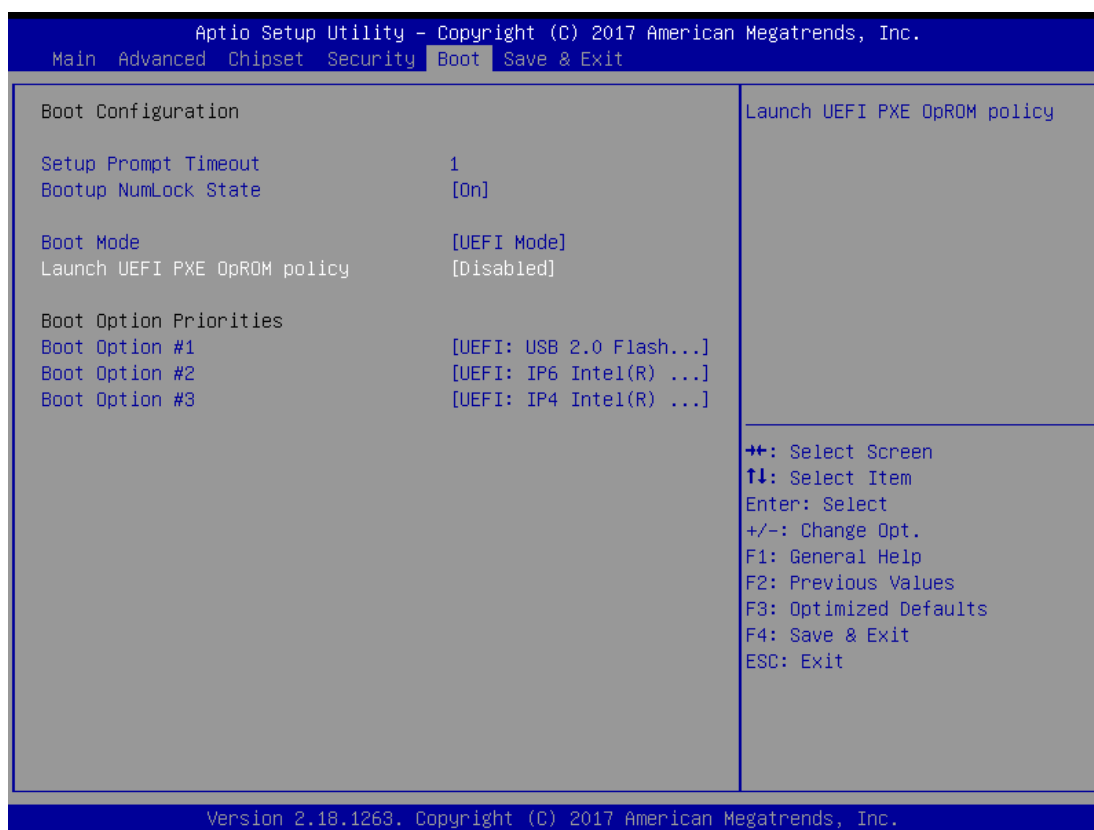 Aptio Setup Utility – Copyright (C) 2017 American Megatrends, Inc.
Main Advanced Chipset Security Boot Save & Exit
Boot Configuration
Setup Prompt Timeout 1
Bootup NumLock State [On]
Boot Mode [UEFI Mode]
Launch UEFI PXE OpROM policy [Disabled]
Boot Option Priorities
Boot Option #1 [UEFI: USB 2.0 Flash...]
Boot Option #2 [UEFI: IP6 Intel(R) ...]
Boot Option #3 [UEFI: IP4 Intel(R) ...]
Launch UEFI PXE OpROM policy
→←: Select Screen
↑↓: Select Item
Enter: Select
+/-: Change Opt.
F1: General Help
F2: Previous Values
F3: Optimized Defaults
F4: Save & Exit
ESC: Exit
Version 2.18.1263. Copyright (C) 2017 American Megatrends, Inc.